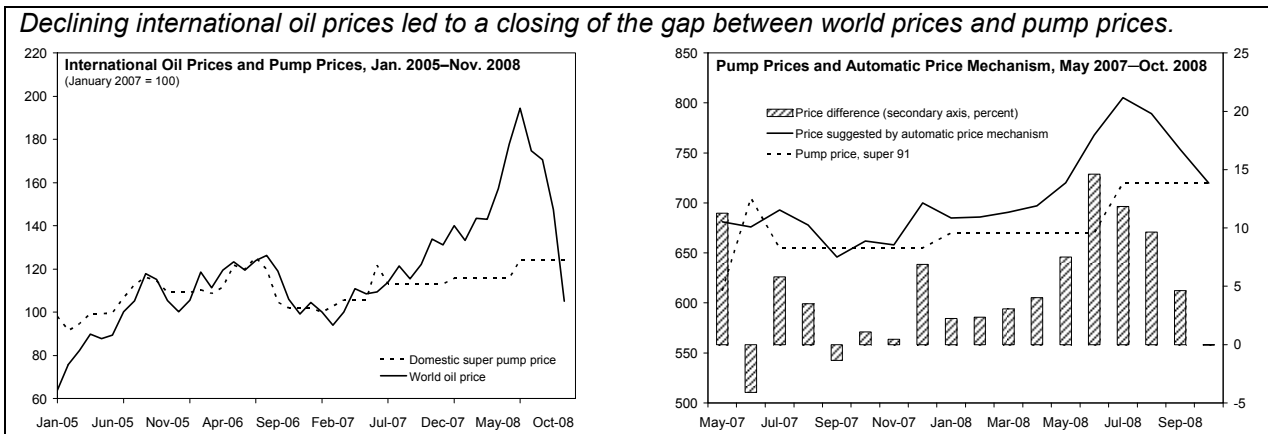 Declining international oil prices led to a closing of the gap between world prices and pump prices.
International Oil Prices and Pump Prices, Jan. 2005–Nov. 2008
(January 2007 = 100)
220
200
180
160
140
120
100
80
60
Domestic super pump price
World oil price
Jan-05 Jun-05 Nov-05 Apr-06 Sep-06 Feb-07 Jul-07 Dec-07 May-08 Oct-08
Pump Prices and Automatic Price Mechanism, May 2007—Oct. 2008
850
800
750
700
650
600
550
500
Price difference (secondary axis, percent)
Price suggested by automatic price mechanism
Pump price, super 91
25
20
15
10
5
0
-5
May-07 Jul-07 Sep-07 Nov-07 Jan-08 Mar-08 May-08 Jul-08 Sep-08